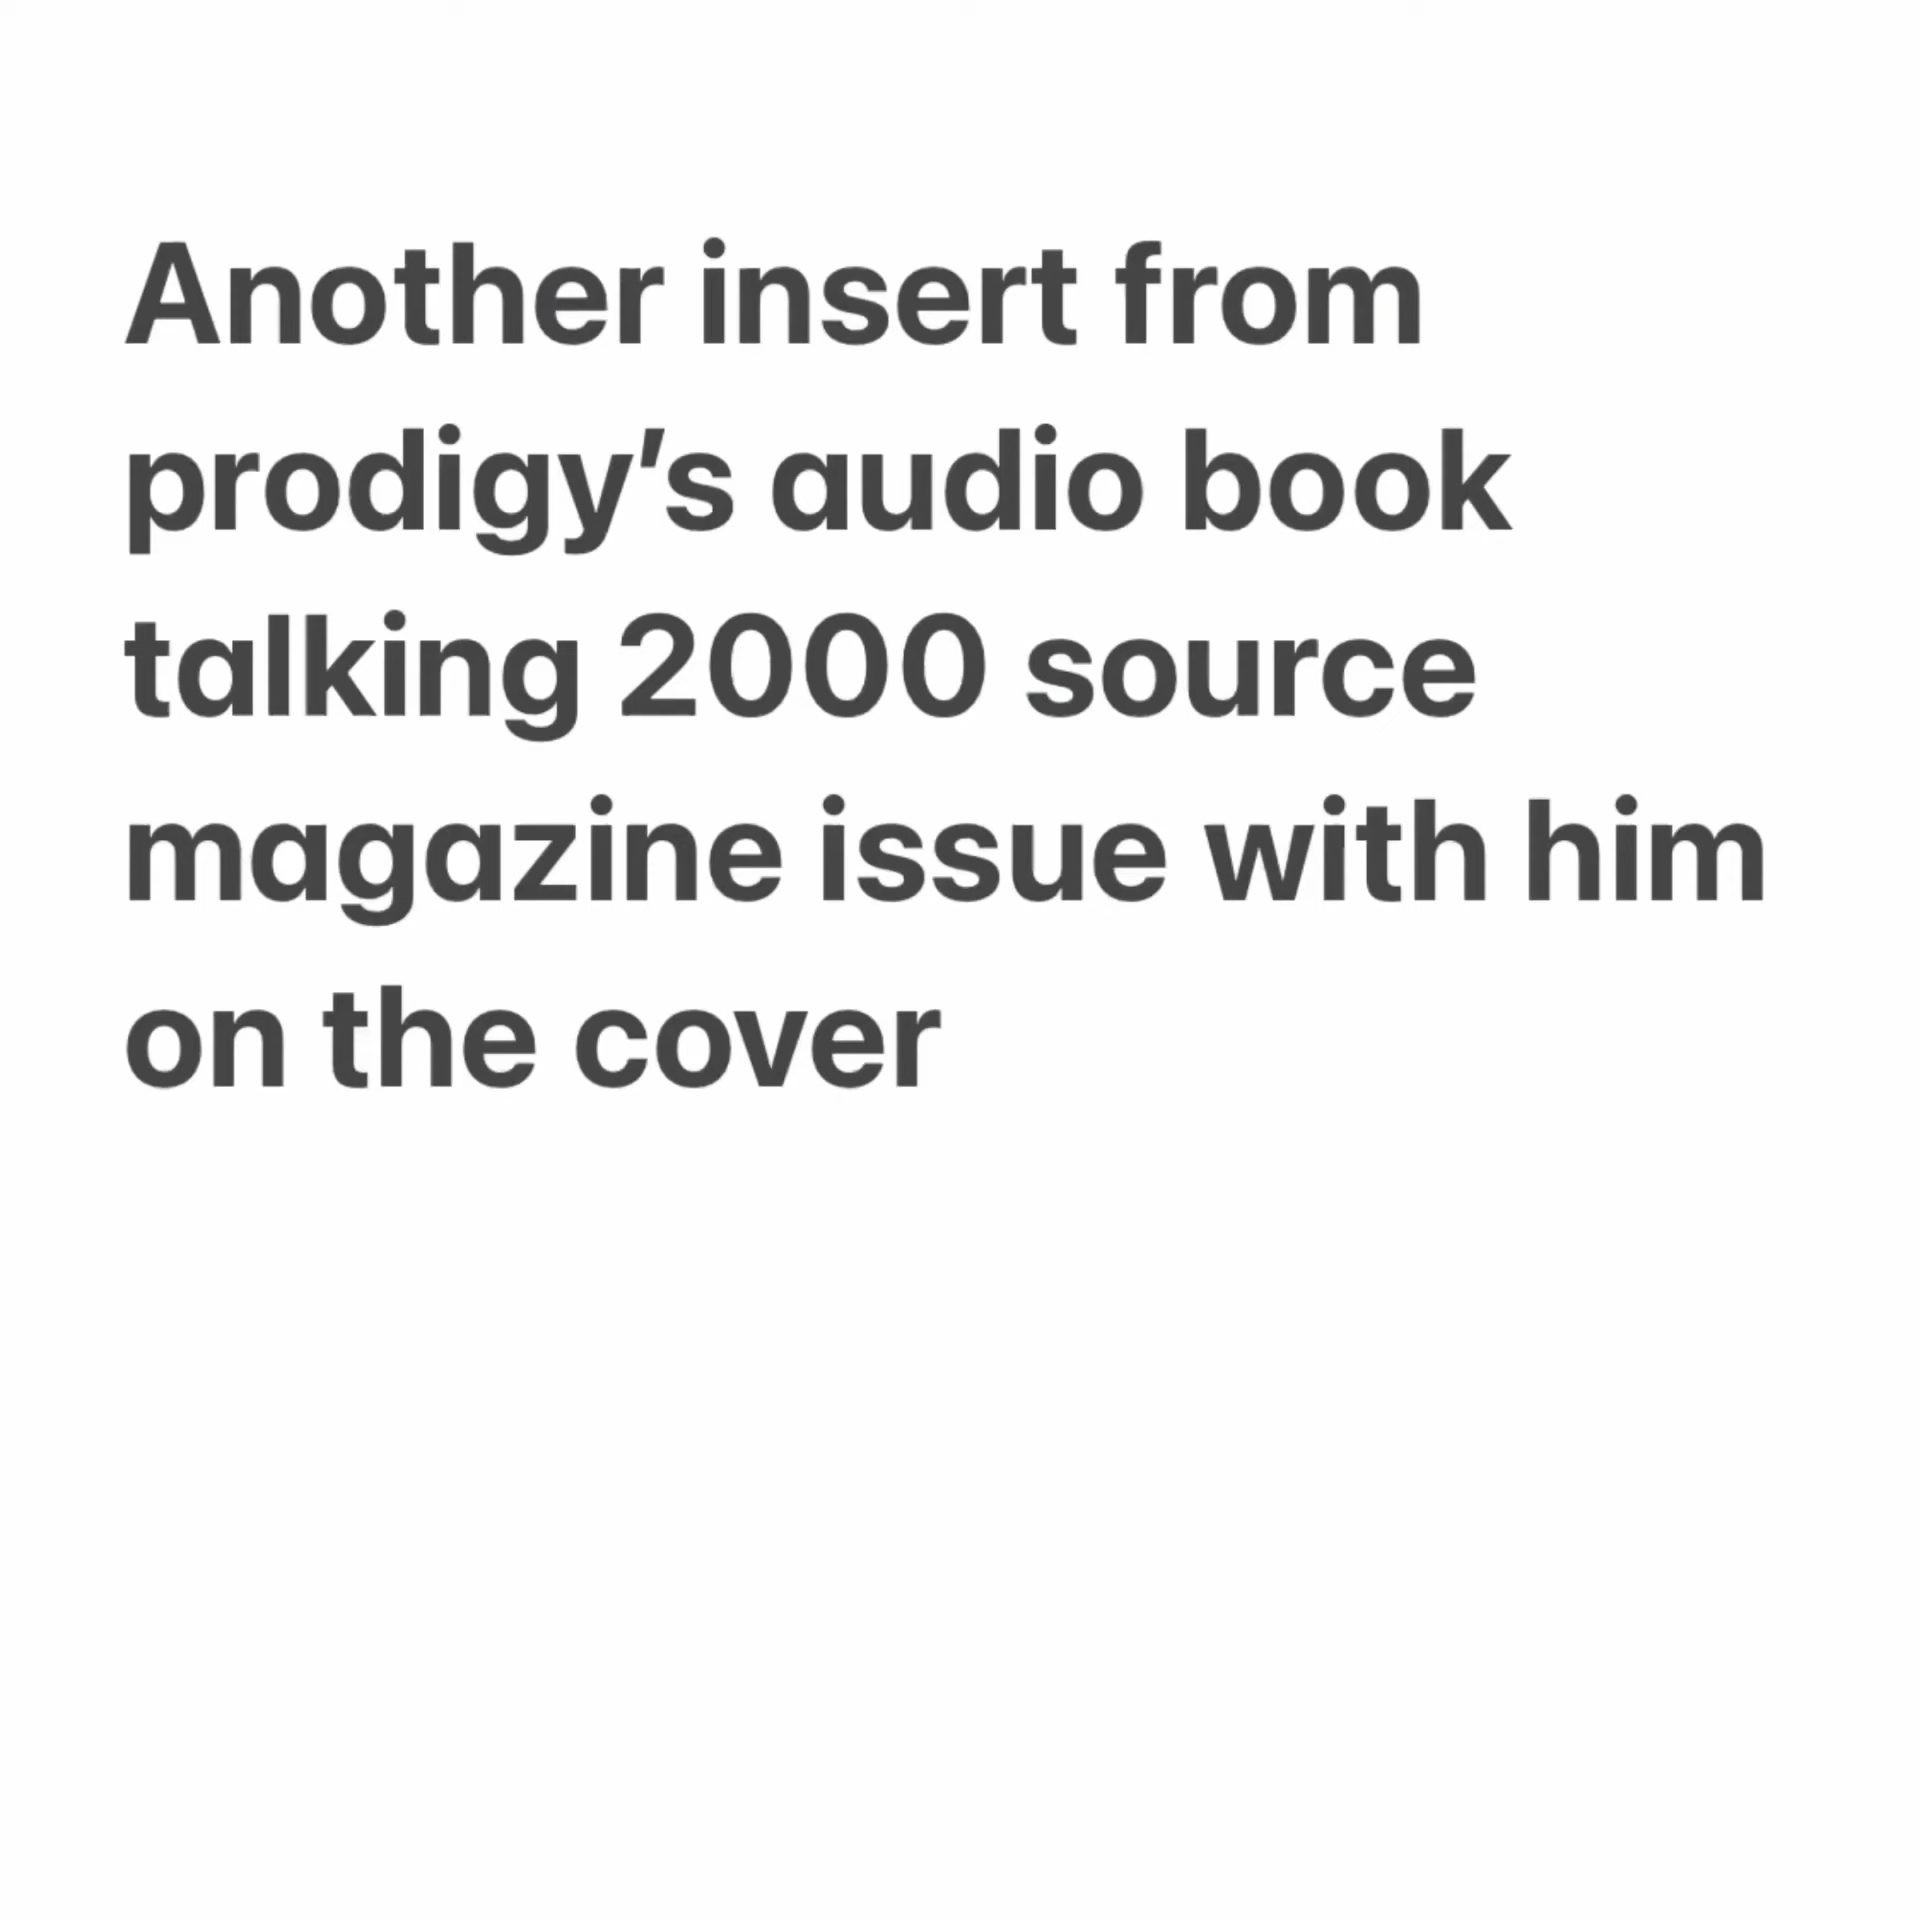 Another insert from
prodigy's audio book
talking 2000 source
magazine issue with him
on the cover